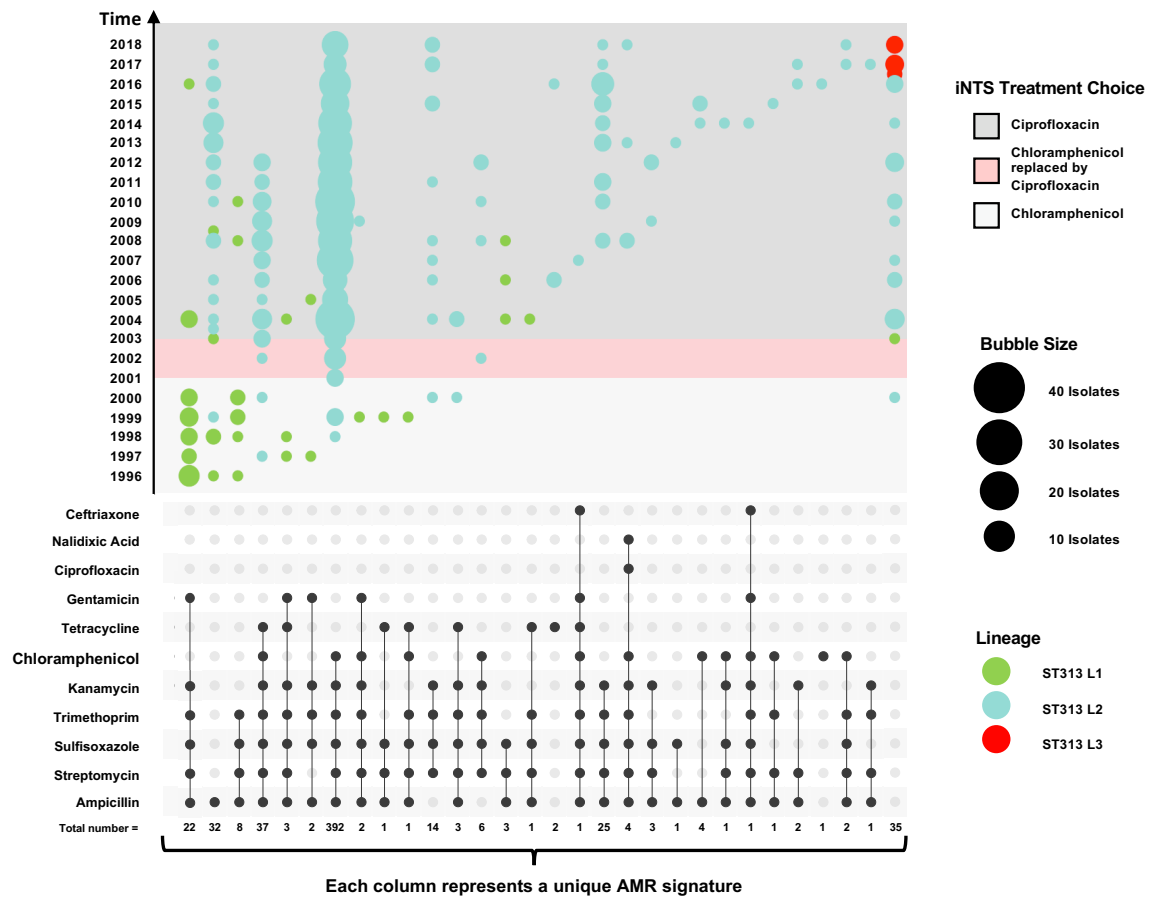 Time
2018
2017
2016
2015
2014
2013
2012
2011
2010
2009
2008
2007
2006
2005
2004
2003
2002
2001
2000
1999
1998
1997
1996
Ceftriaxone
Nalidixic Acid
Ciprofloxacin
Gentamicin
Tetracycline
Chloramphenicol
Kanamycin
Trimethoprim
Sulfisoxazole
Streptomycin
Ampicillin
Total number = 22 32 8 37 3 2 392 2 1 1 14 3 6 3 1 2 1 25 4 3 1 4 1 1 1 2 1 2 1 35
Each column represents a unique AMR signature
iNTS Treatment Choice
Ciprofloxacin
Chloramphenicol
replaced by
Ciprofloxacin
Chloramphenicol
Bubble Size
40 Isolates
30 Isolates
20 Isolates
10 Isolates
Lineage
ST313 L1
ST313 L2
ST313 L3